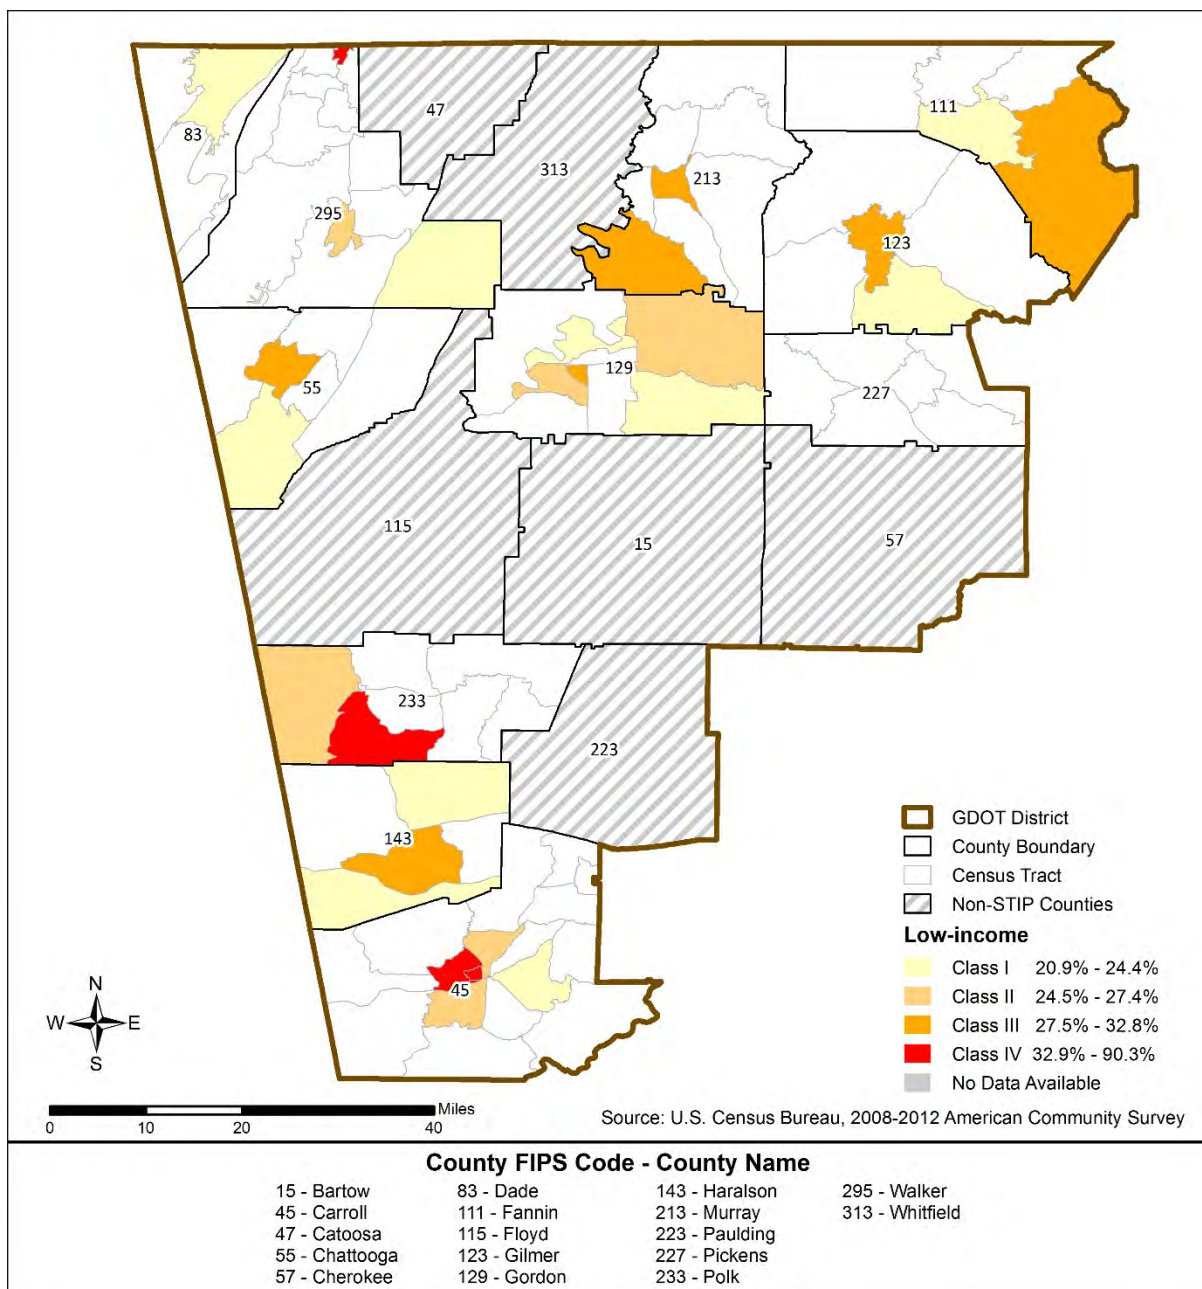 47
111
83
313
213
295
123
129
55
227
115
15
57
233
223
143
45
GDOT District
County Boundary
Census Tract
Non-STIP Counties
Low-income
Class I 20.9% - 24.4%
Class II 24.5% - 27.4%
Class III 27.5% - 32.8%
Class IV 32.9% - 90.3%
No Data Available
N
W E
S
Miles
0 10 20 40
Source: U.S. Census Bureau, 2008-2012 American Community Survey
County FIPS Code - County Name
15 - Bartow 83 - Dade 143 - Haralson 295 - Walker
45 - Carroll 111 - Fannin 213 - Murray 313 - Whitfield
47 - Catoosa 115 - Floyd 223 - Paulding
55 - Chattooga 123 - Gilmer 227 - Pickens
57 - Cherokee 129 - Gordon 233 - Polk